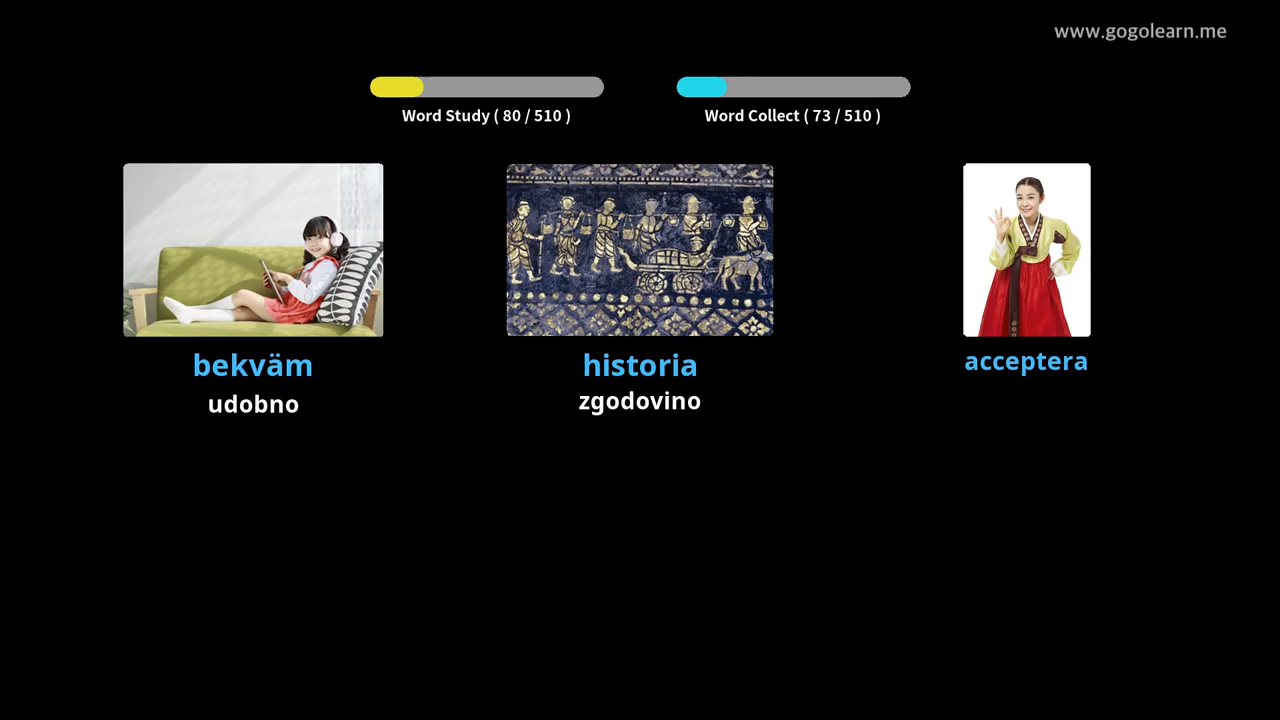 www.gogolearn.me
Word Study ( 80 / 510 )
Word Collect ( 73 / 510 )
bekväm
historia
acceptera
udobno
zgodovino